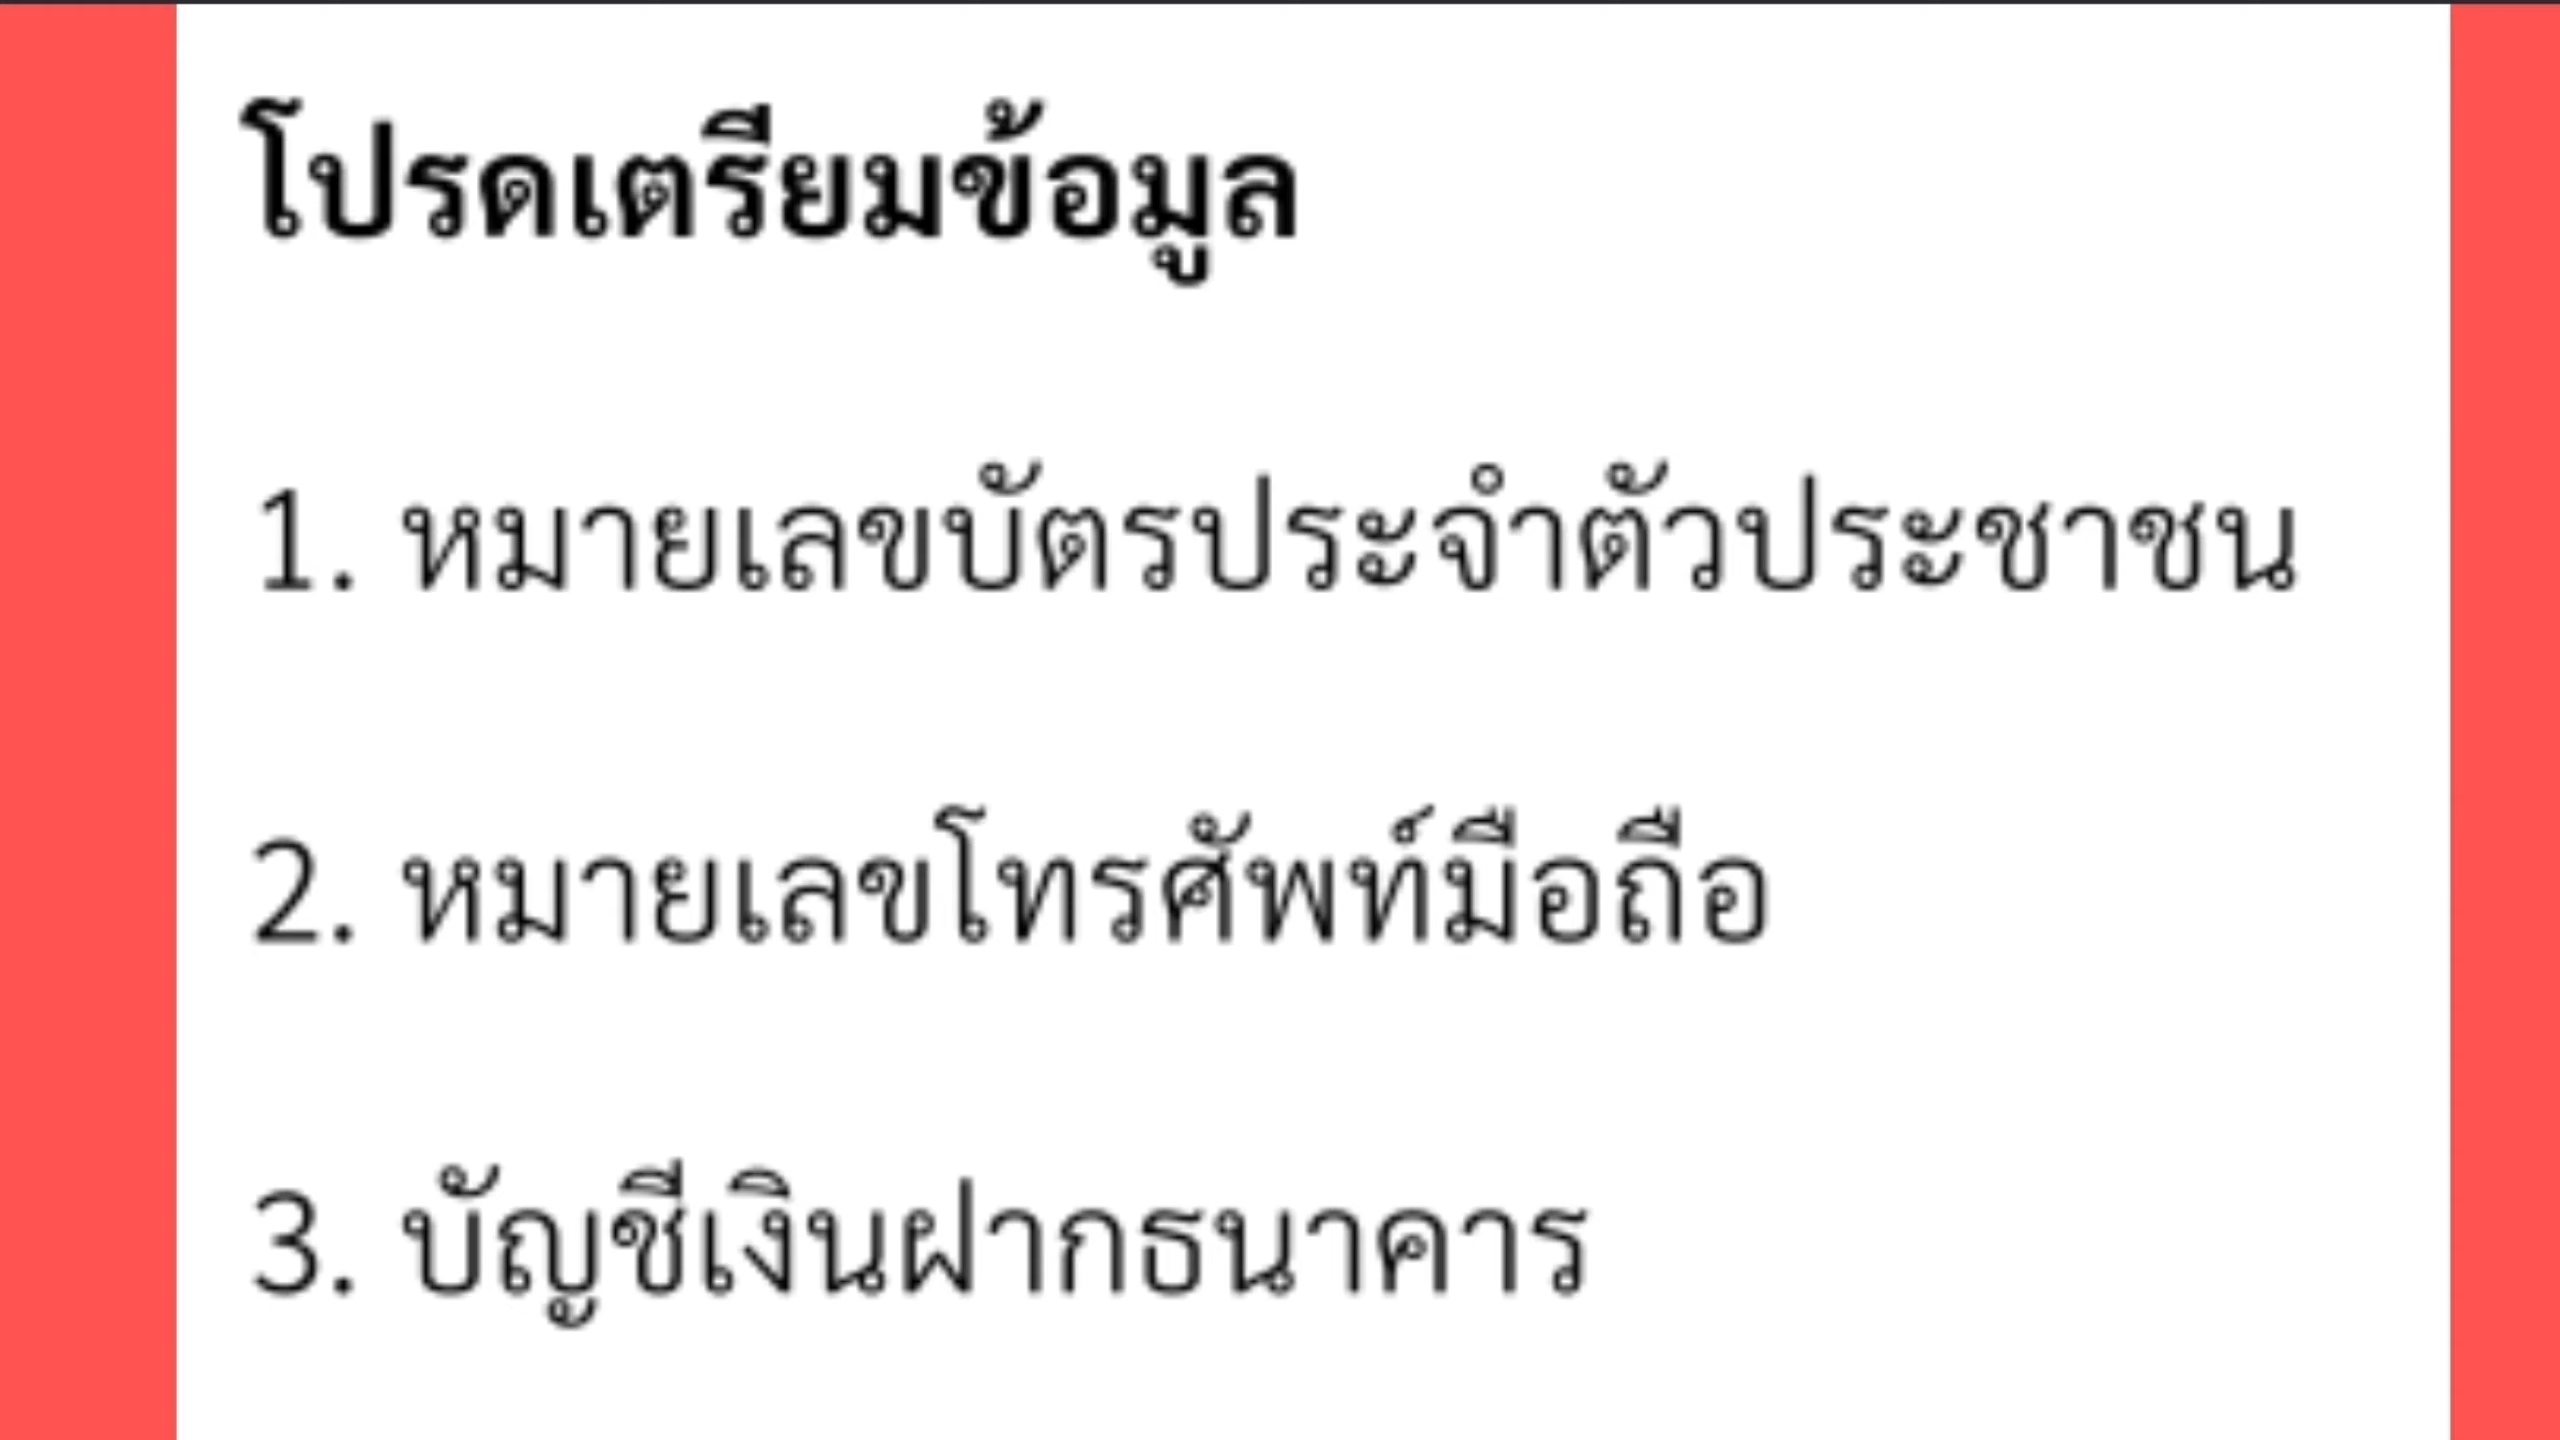 โปรดเตรียมข้อมูล
1. หมายเลขบัตรประจำตัวประชาชน
2. หมายเลขโทรศัพท์มือถือ
3. บัญชีเงินฝากธนาคาร